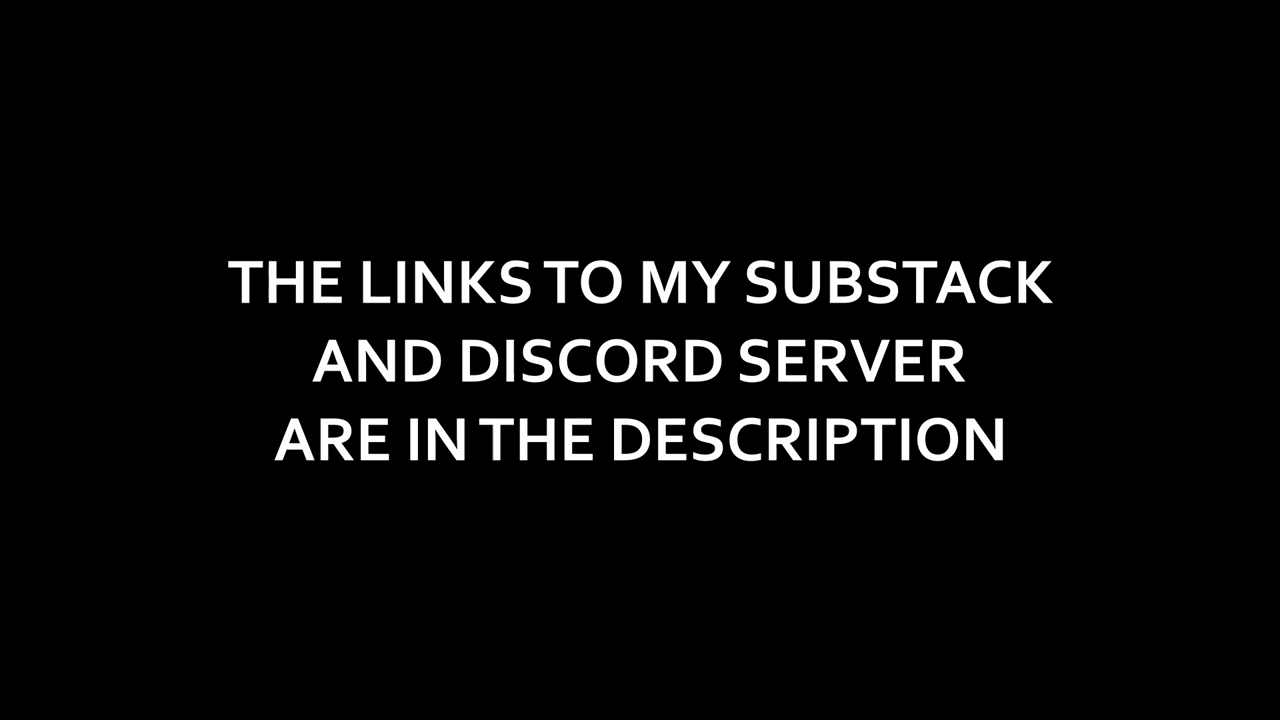 THE LINKS TO MY SUBSTACK
AND DISCORD SERVER
ARE IN THE DESCRIPTION